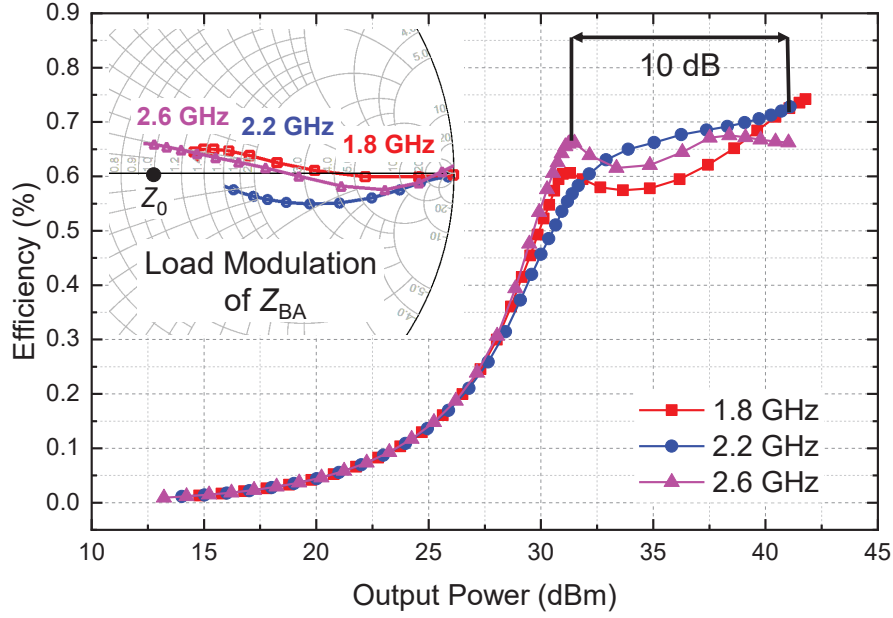 0.9
0.8
0.7
0.6
0.5
0.4
0.3
0.2
0.1
0.0
Efficiency (%)
10 15 20 25 30 35 40 45
Output Power (dBm)
10 dB
2.6 GHz
2.2 GHz
1.8 GHz
Z0
Load Modulation
of ZBA
1.8 GHz
2.2 GHz
2.6 GHz